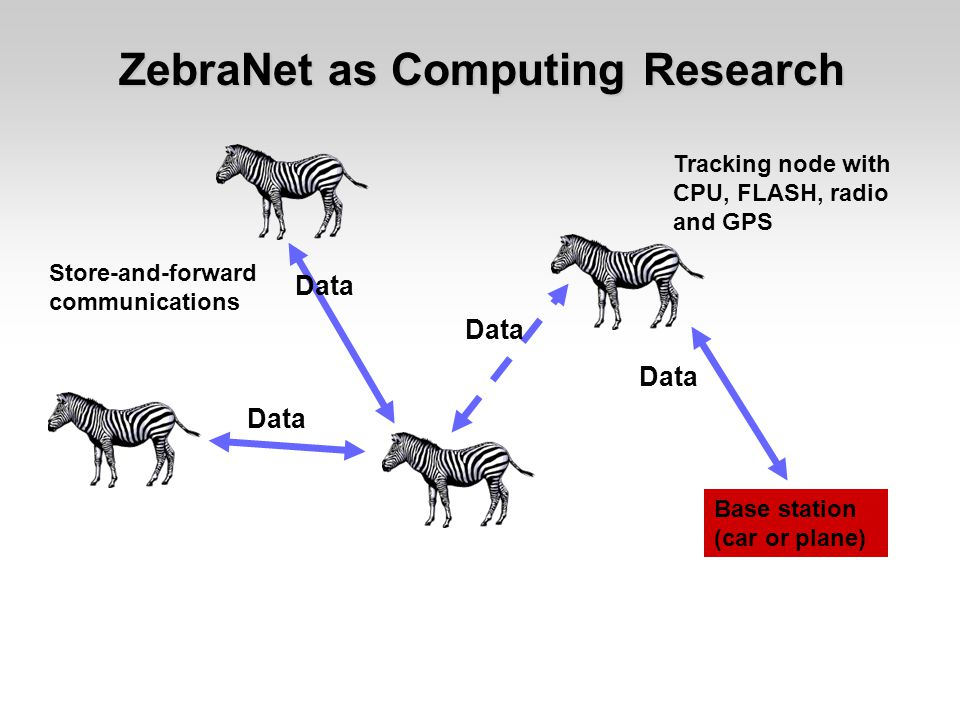 ZebraNet as Computing Research
Tracking node with
CPU, FLASH, radio
and GPS
Store-and-forward
communications
Data
Data
Data
Data
Base station
(car or plane)